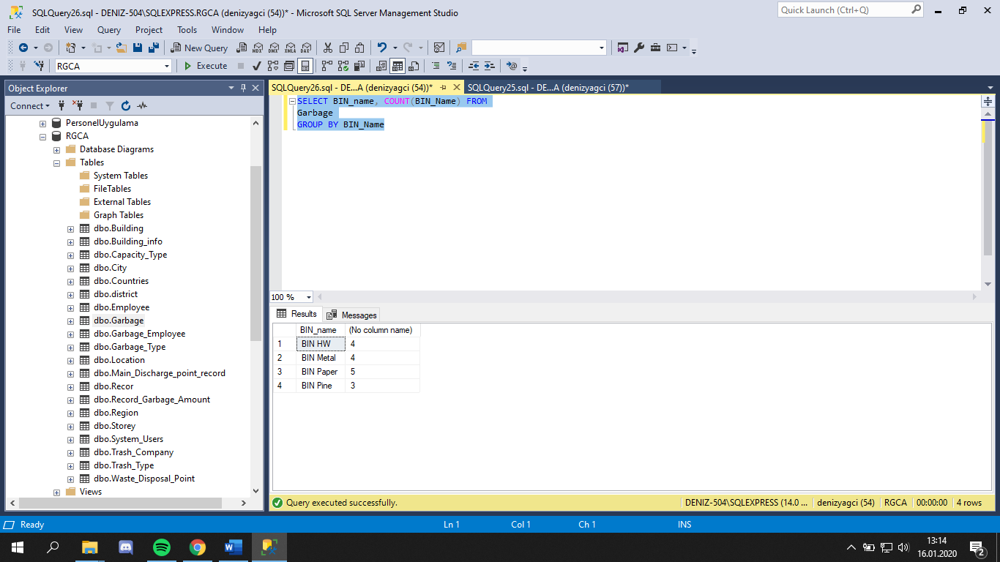 SQLQuery26.sql - DENIZ-504\SQLEXPRESS.RGCA (denizyagci (54))* - Microsoft SQL Server Management Studio
Quick Launch (Ctrl+Q)
File Edit View Query Project Tools Window Help
New Query MDX DMX XMLA DAX
RGCA Execute
Object Explorer
SQLQuery26.sql - DE...A (denizyagci (54))* SQLQuery25.sql - DE...A (denizyagci (57))*
Connect
PersonelUygulama
RGCA
Database Diagrams
Tables
System Tables
FileTables
External Tables
Graph Tables
dbo.Building
dbo.Building_info
dbo.Capacity_Type
dbo.City
dbo.Countries
dbo.district
dbo.Employee
dbo.Garbage
dbo.Garbage_Employee
dbo.Garbage_Type
dbo.Location
dbo.Main_Discharge_point_record
dbo.Recor
dbo.Record_Garbage_Amount
dbo.Region
dbo.Storey
dbo.System_Users
dbo.Trash_Company
dbo.Trash_Type
dbo.Waste_Disposal_Point
Views
SELECT BIN_name, COUNT(BIN_Name) FROM
Garbage
GROUP BY BIN_Name
100 %
Results Messages
BIN_name (No column name)
1 BIN HW 4
2 BIN Metal 4
3 BIN Paper 5
4 BIN Pine 3
Query executed successfully. DENIZ-504\SQLEXPRESS (14.0 ... denizyagci (54) RGCA 00:00:00 4 rows
Ready Ln 1 Col 1 Ch 1 INS
13:14
16.01.2020
2